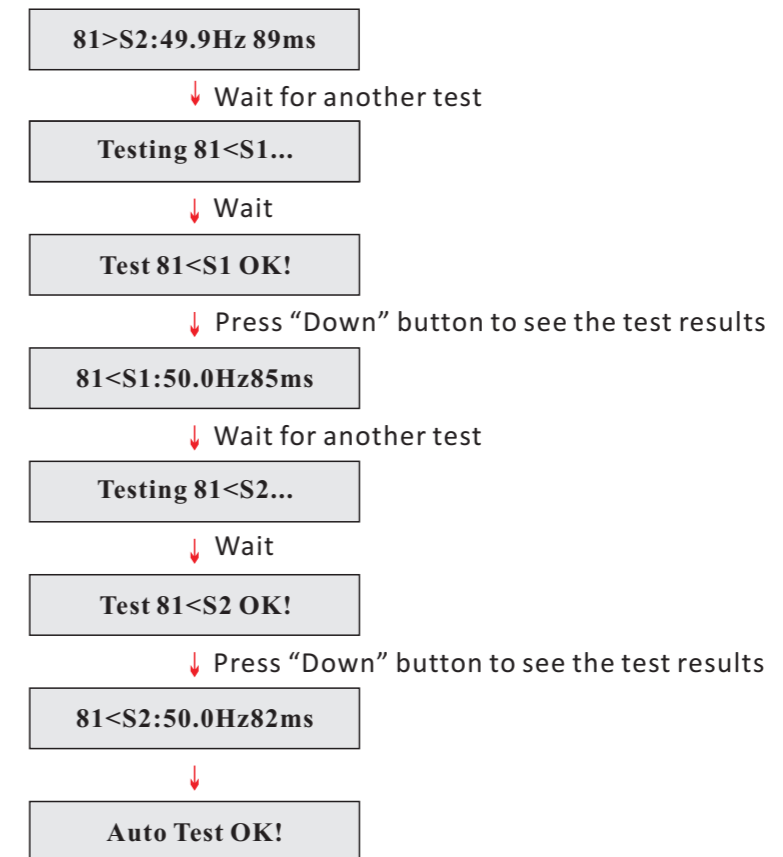 81>S2:49.9Hz 89ms
Wait for another test
Testing 81<S1...
Wait
Test 81<S1 OK!
Press “Down” button to see the test results
81<S1:50.0Hz85ms
Wait for another test
Testing 81<S2...
Wait
Test 81<S2 OK!
Press “Down” button to see the test results
81<S2:50.0Hz82ms
Auto Test OK!